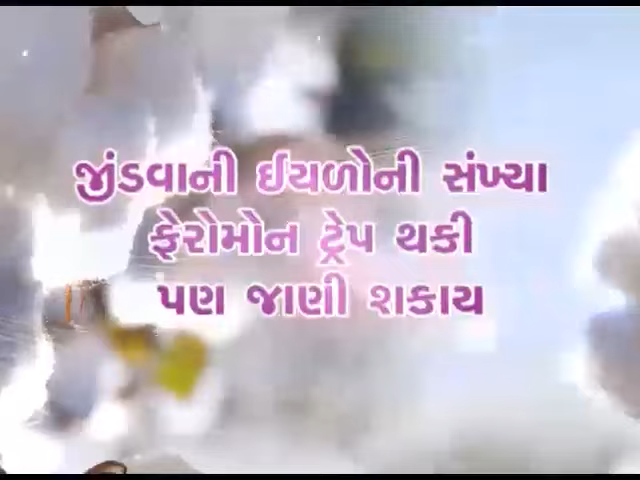 જીંડવાની ઈયળોની સંખ્યા
ફેરોમોન ટ્રેપ થકી
પણ જાણી શકાય